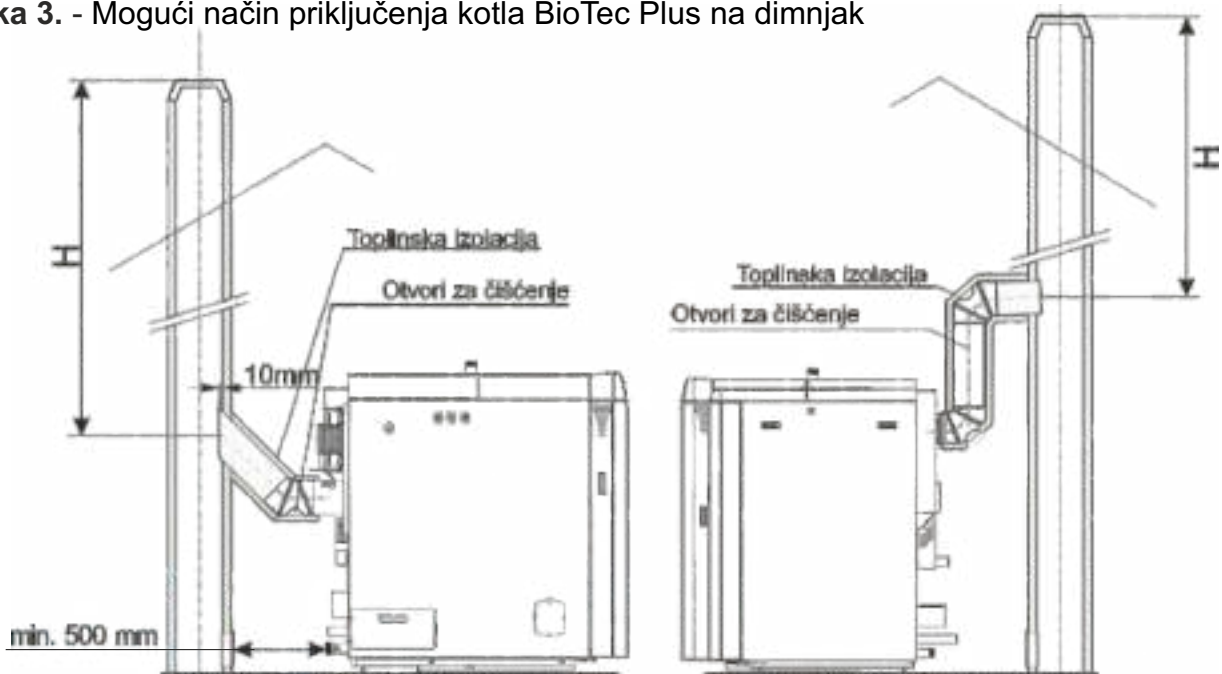 ka 3. - Mogući način priključenja kotla BioTec Plus na dimnjak
H
Toplinska izolacija
Otvori za čišćenje
10mm
min. 500 mm
H
Toplinska izolacija
Otvori za čišćenje